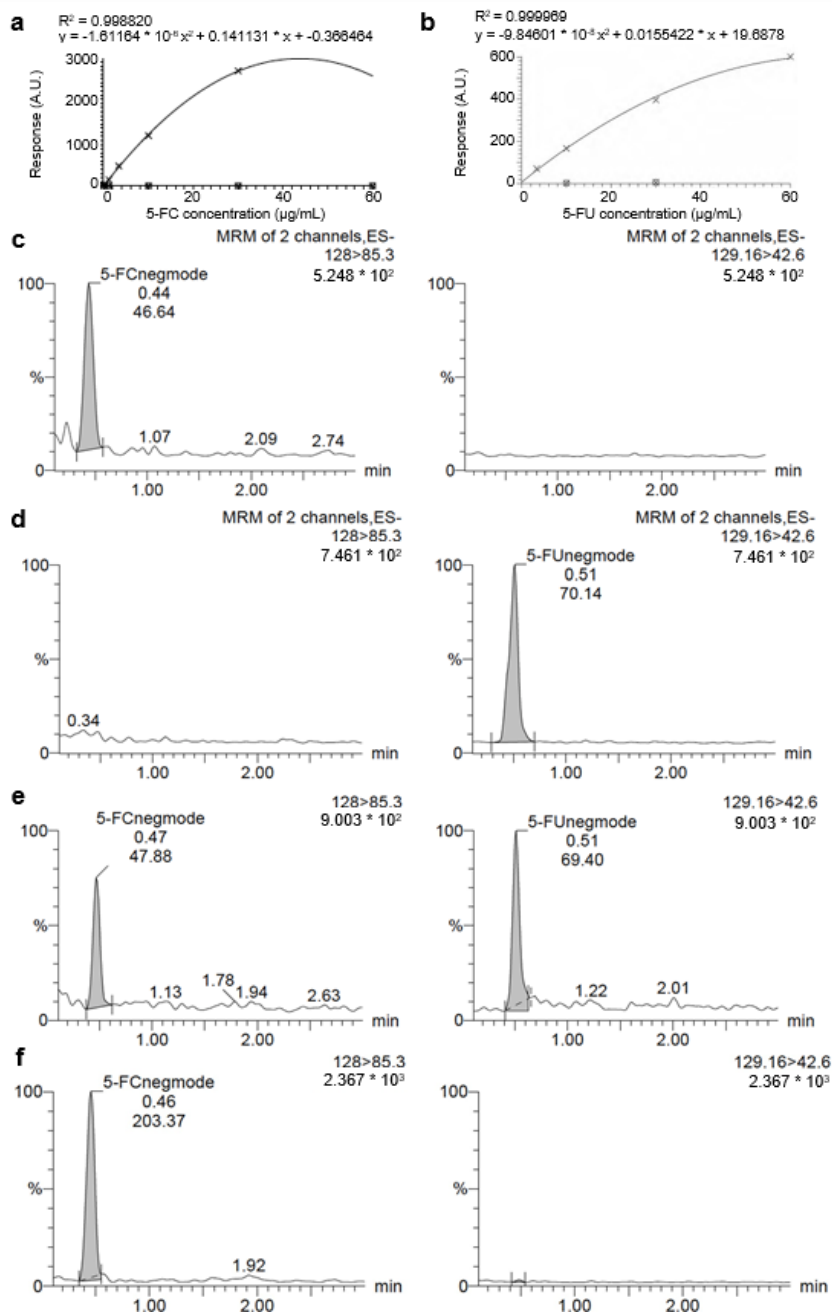 a
R² = 0.998820
y = -1.61164 * 10⁻⁶ x² + 0.141131 * x + -0.366464
Response (A.U.)
3000
2000
1000
0
0
20
40
60
5-FC concentration (µg/mL)
b
R² = 0.999969
y = -9.84601 * 10⁻⁸ x² + 0.0155422 * x + 19.6878
Response (A.U.)
600
400
200
0
0
20
40
60
5-FU concentration (µg/mL)
c
MRM of 2 channels,ES-
128>85.3
5.248 * 10²
5-FCnegmode
0.44
46.64
100
%
0
1.07
2.09
2.74
1.00
2.00
min
MRM of 2 channels,ES-
129.16>42.6
5.248 * 10²
100
%
0
1.00
2.00
min
d
MRM of 2 channels,ES-
128>85.3
7.461 * 10²
100
%
0
0.34
1.00
2.00
min
MRM of 2 channels,ES-
129.16>42.6
7.461 * 10²
5-FUnegmode
0.51
70.14
100
%
0
1.00
2.00
min
e
128>85.3
9.003 * 10²
5-FCnegmode
0.47
47.88
100
%
0
1.13
1.78
1.94
2.63
1.00
2.00
min
129.16>42.6
9.003 * 10²
5-FUnegmode
0.51
69.40
100
%
0
1.22
2.01
1.00
2.00
min
f
128>85.3
2.367 * 10³
5-FCnegmode
0.46
203.37
100
%
0
1.92
1.00
2.00
min
129.16>42.6
2.367 * 10³
100
%
0
1.00
2.00
min